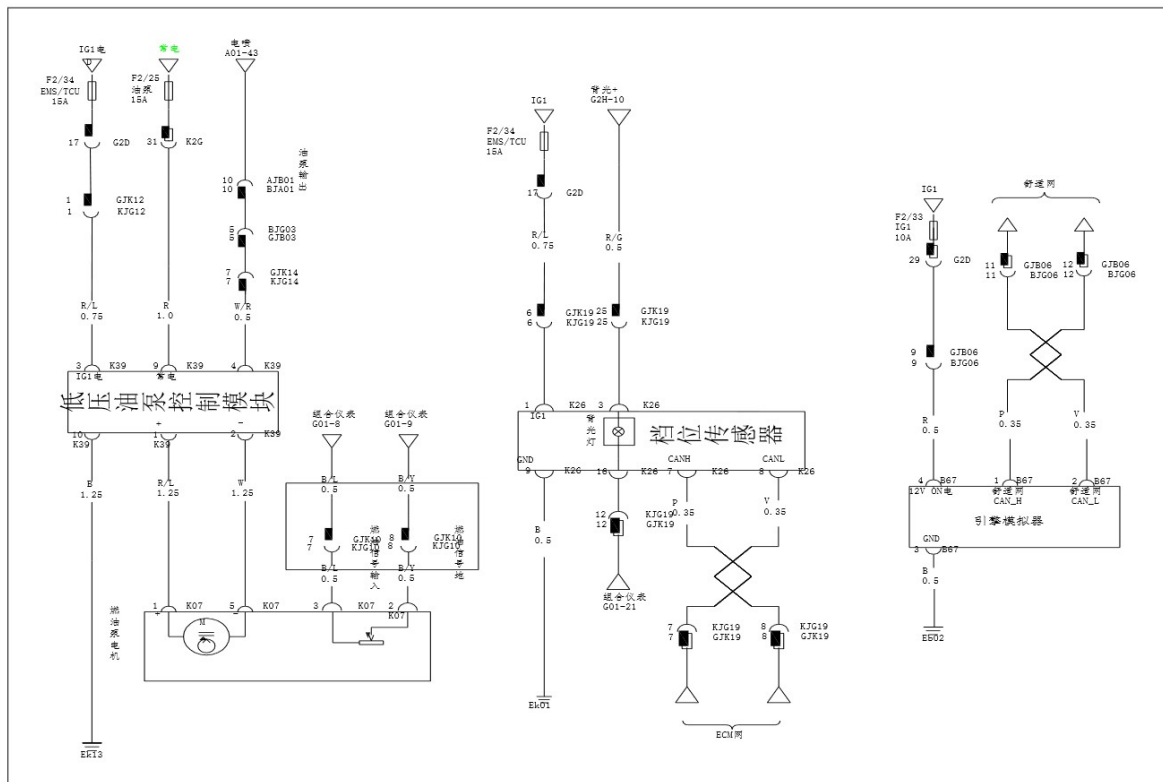 IG1电
D
F2/34
EMS/TCU
15A
17
G2D
1
GJK12
1
KJG12
R/L
0.75
常电
F2/25
油泵
15A
31
K2G
R
1.0
电喷
A01-43
油泵输出
10
AJB01
10
BJA01
5
BJG03
5
GJB03
7
GJK14
7
KJG14
W/R
0.5
3
K39
9
K39
4
K39
IG1电
常电
低压油泵控制模块
+
-
10
K39
1
K39
2
K39
B
1.25
R/L
1.25
W
1.25
组合仪表
G01-8
组合仪表
G01-9
B/L
0.5
B/Y
0.5
7
GJK10
7
KJG10
8
GJK10
8
KJG10
燃油信号输入
燃油信号地
B/L
0.5
B/Y
0.5
1
K07
5
K07
3
K07
2
K07
+
-
M
燃油泵电机
EK13
IG1
F2/34
EMS/TCU
15A
17
G2D
R/L
0.75
背光+
G2H-10
R/G
0.5
6
GJK19
6
KJG19
25
GJK19
25
KJG19
1
K26
3
K26
IG1
背光灯
档位传感器
GND
CANH
CANL
9
K26
16
K26
7
K26
8
K26
B
0.5
12
KJG19
12
GJK19
组合仪表
G01-21
P
0.35
V
0.35
7
KJG19
7
GJK19
8
KJG19
8
GJK19
ECM网
Ek01
IG1
F2/33
IG1
10A
29
G2D
9
GJB06
9
BJG06
R
0.5
舒适网
11
GJB06
11
BJG06
12
GJB06
12
BJG06
P
0.35
V
0.35
4
B67
1
B67
2
B67
12V ON电
舒适网
CAN_H
舒适网
CAN_L
引擎模拟器
GND
3
B67
B
0.5
Eb02